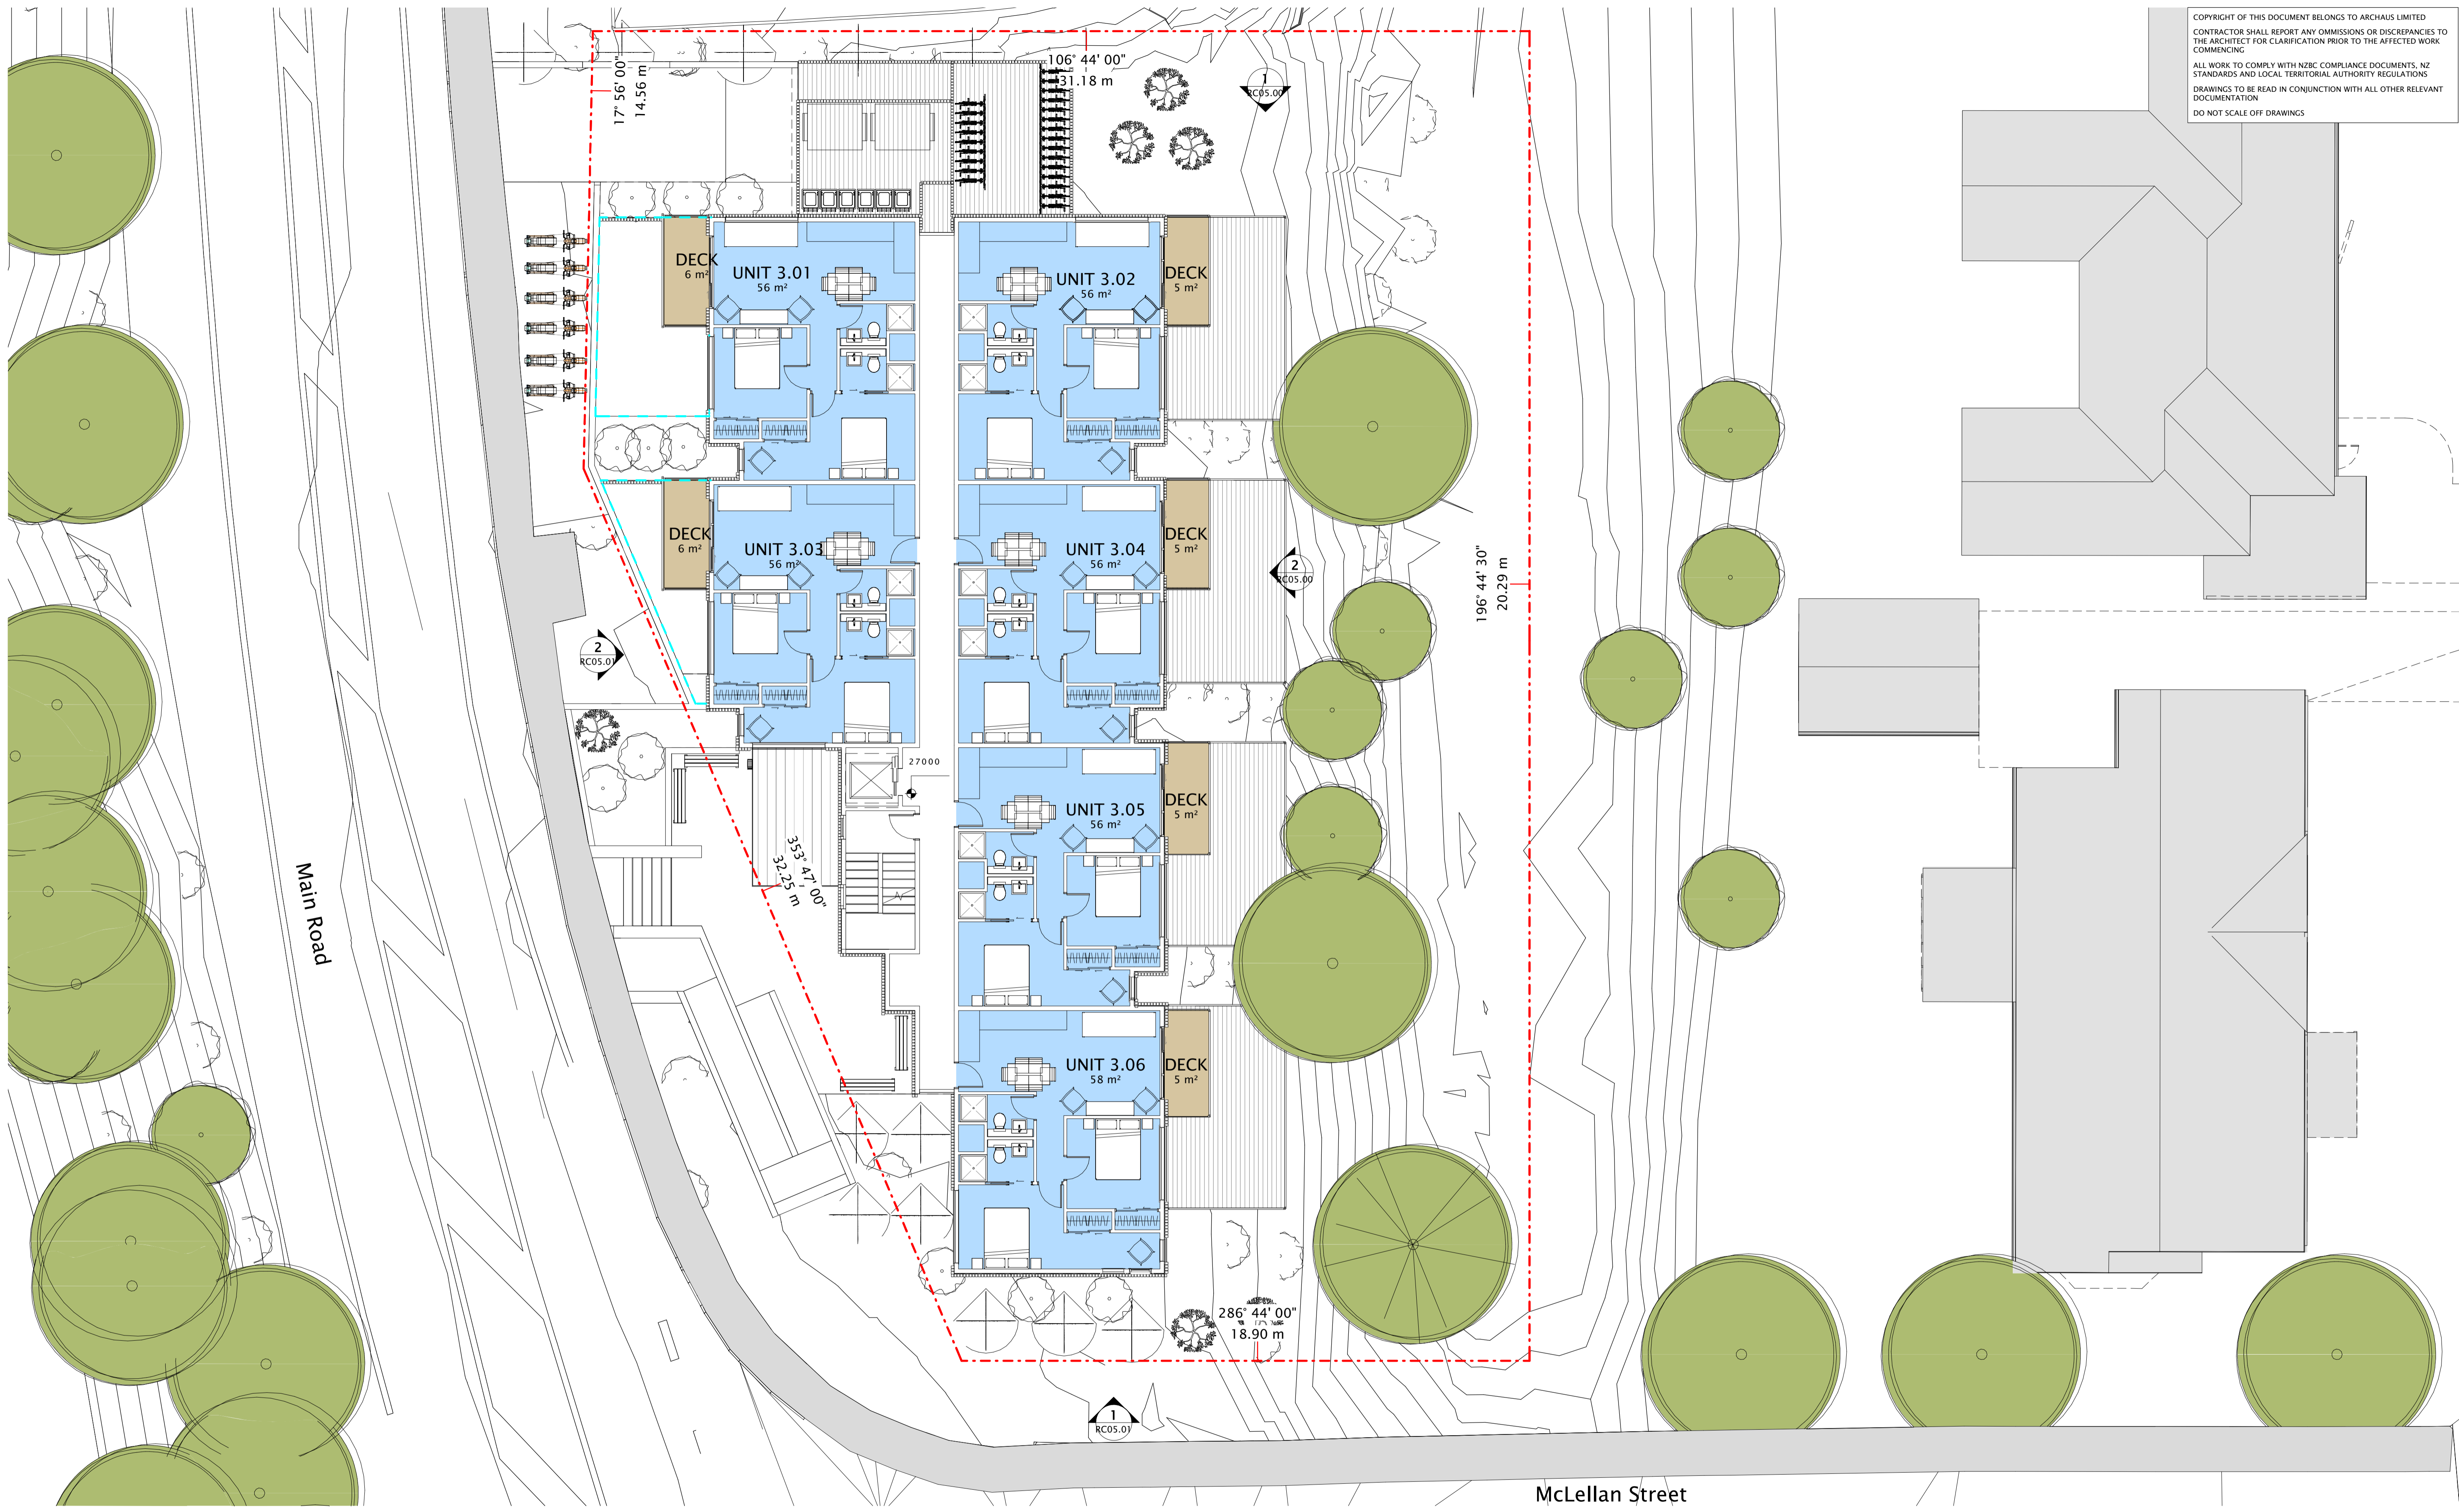 COPYRIGHT OF THIS DOCUMENT BELONGS TO ARCHAUS LIMITED
CONTRACTOR SHALL REPORT ANY OMMISSIONS OR DISCREPANCIES TO
THE ARCHITECT FOR CLARIFICATION PRIOR TO THE AFFECTED WORK
COMMENCING
ALL WORK TO COMPLY WITH NZBC COMPLIANCE DOCUMENTS, NZ
STANDARDS AND LOCAL TERRITORIAL AUTHORITY REGULATIONS
DRAWINGS TO BE READ IN CONJUNCTION WITH ALL OTHER RELEVANT
DOCUMENTATION
DO NOT SCALE OFF DRAWINGS
17° 56' 00"
14.56 m
106° 44' 00"
31.18 m
1
RC05.00
DECK
6 m²
UNIT 3.01
56 m²
UNIT 3.02
56 m²
DECK
5 m²
DECK
6 m²
UNIT 3.03
56 m²
UNIT 3.04
56 m²
DECK
5 m²
2
RC05.00
196° 44' 30"
20.29 m
2
RC05.01
27000
UNIT 3.05
56 m²
DECK
5 m²
353° 47' 00"
32.25 m
Main Road
UNIT 3.06
58 m²
DECK
5 m²
286° 44' 00"
18.90 m
1
RC05.01
McLellan Street